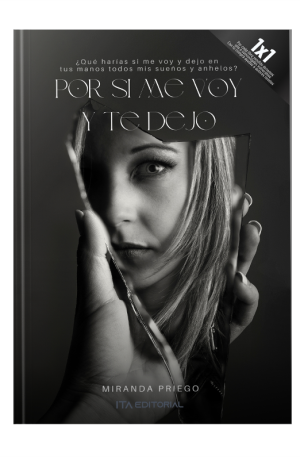 ¿Qué harías si me voy y dejo en
tus manos todos mis sueños y anhelos?
POR SI ME VOY
Y TE DEJO
1x1
MIRANDA PRIEGO
ITA EDITORIAL